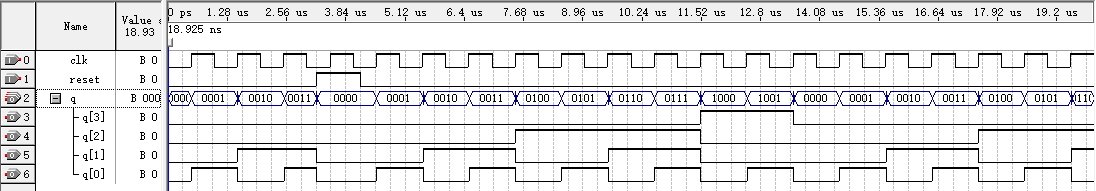 Name Value a 18.93
0 ps 1.28 us 2.56 us 3.84 us 5.12 us 6.4 us 7.68 us 8.96 us 10.24 us 11.52 us 12.8 us 14.08 us 15.36 us 16.64 us 17.92 us 19.2 us
18.925 ns
0 clk B 0
1 reset B 0
2 q B 000 0001 0010 0011 0000 0001 0010 0011 0100 0101 0110 0111 1000 1001 0000 0001 0010 0011 0100 0101
3 q[3] B 0
4 q[2] B 0
5 q[1] B 0
6 q[0] B 0